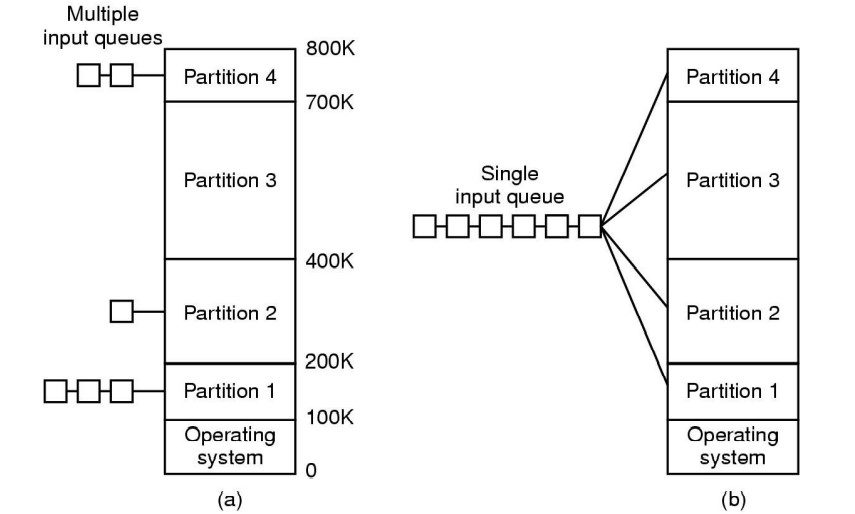 Multiple
input queues
800K
Partition 4
700K
Partition 3
400K
Partition 2
200K
Partition 1
100K
Operating
system
0
(a)
Single
input queue
Partition 4
Partition 3
Partition 2
Partition 1
Operating
system
(b)